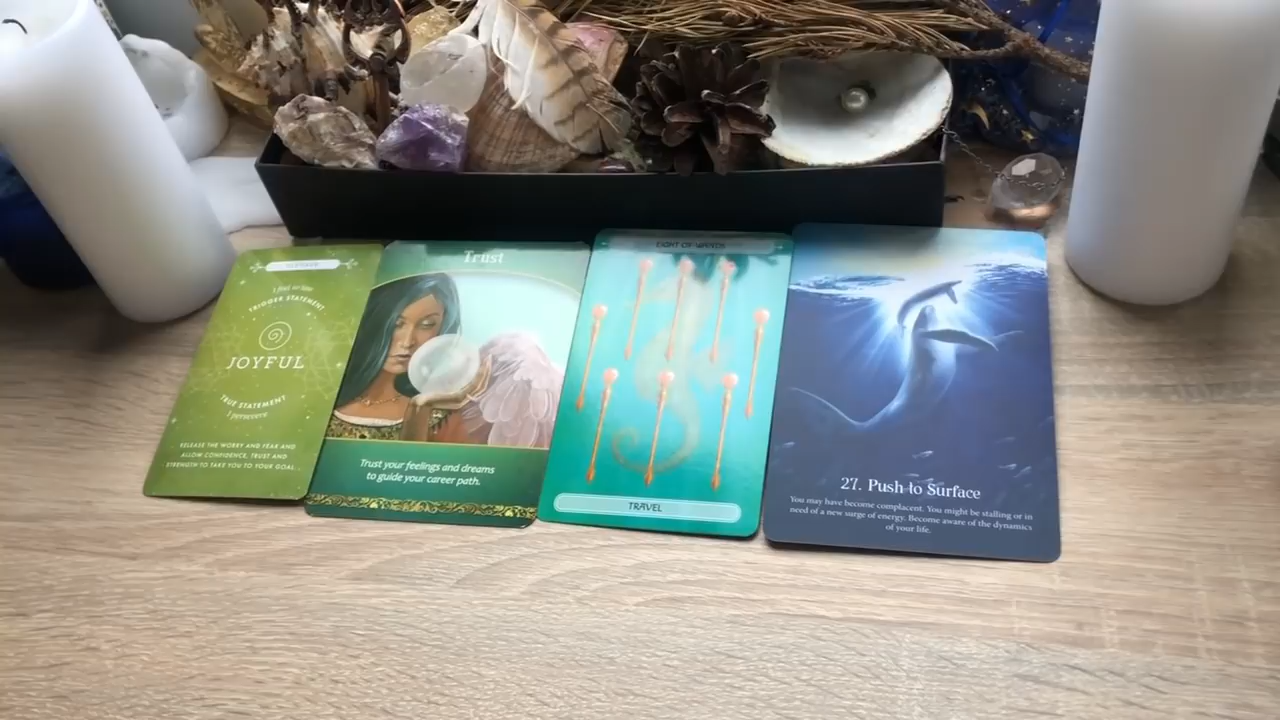 I feel or am
TRIGGER STATEMENT
JOYFUL
TRUE STATEMENT
I persevere
RELEASE THE WORRY AND FEAR AND
ALLOW CONFIDENCE, TRUST AND
STRENGTH TO TAKE YOU TO YOUR GOAL.
Trust
Trust your feelings and dreams
to guide your career path.
EIGHT OF WANDS
TRAVEL
27. Push to Surface
You may have become complacent. You might be stalling or in
need of a new surge of energy. Become aware of the dynamics
of your life.